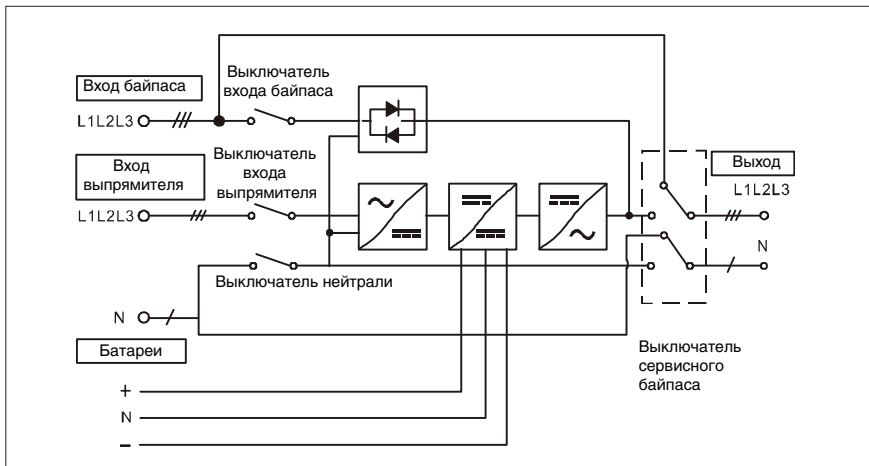 Вход байпаса
L1L2L3
Выключатель
входа байпаса
Вход
выпрямителя
L1L2L3
Выключатель
входа
выпрямителя
Выход
L1L2L3
N
Выключатель нейтрали
N
Батареи
Выключатель
сервисного
байпаса
+
N
–